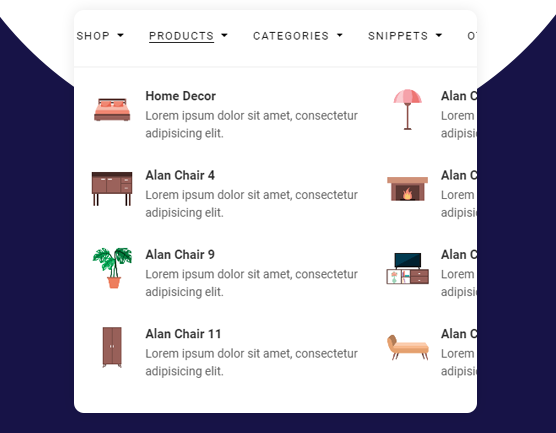 SHOP PRODUCTS CATEGORIES SNIPPETS
Home Decor
Lorem ipsum dolor sit amet, consectetur
adipisicing elit.
Alan C
Lorem
adipisi
Alan Chair 4
Lorem ipsum dolor sit amet, consectetur
adipisicing elit.
Alan C
Lorem
adipisi
Alan Chair 9
Lorem ipsum dolor sit amet, consectetur
adipisicing elit.
Alan C
Lorem
adipisi
Alan Chair 11
Lorem ipsum dolor sit amet, consectetur
adipisicing elit.
Alan C
Lorem
adipisi